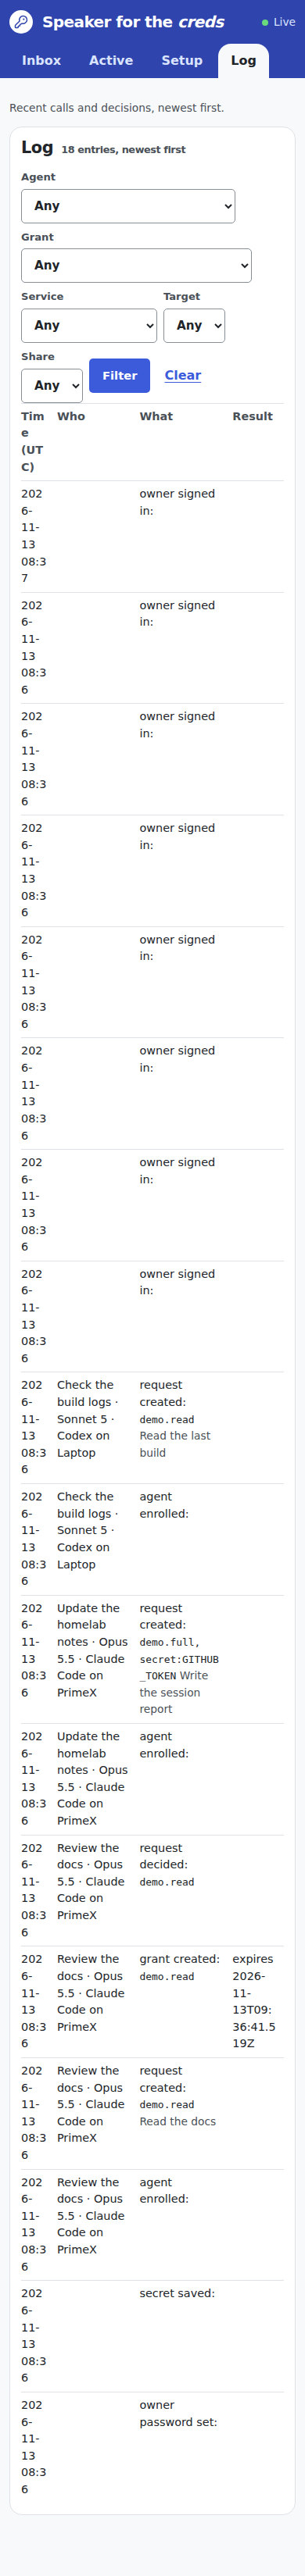 Speaker for the creds
Live
Inbox Active Setup Log
Recent calls and decisions, newest first.
Log 18 entries, newest first
Agent
Any
Grant
Any
Service Target
Any Any
Share
Any Filter Clear
Tim Who What Result
e
(UT
C)
202 owner signed
6- in:
11-
13
08:3
7
202 owner signed
6- in:
11-
13
08:3
6
202 owner signed
6- in:
11-
13
08:3
6
202 owner signed
6- in:
11-
13
08:3
6
202 owner signed
6- in:
11-
13
08:3
6
202 owner signed
6- in:
11-
13
08:3
6
202 owner signed
6- in:
11-
13
08:3
6
202 owner signed
6- in:
11-
13
08:3
6
202 Check the request
6- build logs · created:
11- Sonnet 5 · demo.read
13 Codex on Read the last
08:3 Laptop build
6
202 Check the agent
6- build logs · enrolled:
11- Sonnet 5 ·
13 Codex on
08:3 Laptop
6
202 Update the request
6- homelab created:
11- notes · Opus demo.full,
13 5.5 · Claude secret:GITHUB
08:3 Code on _TOKEN Write
6 PrimeX the session
report
202 Update the agent
6- homelab enrolled:
11- notes · Opus
13 5.5 · Claude
08:3 Code on
6 PrimeX
202 Review the request
6- docs · Opus decided:
11- 5.5 · Claude demo.read
13 Code on
08:3 PrimeX
6
202 Review the grant created: expires
6- docs · Opus demo.read 2026-
11- 5.5 · Claude 11-
13 Code on 13T09:
08:3 PrimeX 36:41.5
6 19Z
202 Review the request
6- docs · Opus created:
11- 5.5 · Claude demo.read
13 Code on Read the docs
08:3 PrimeX
6
202 Review the agent
6- docs · Opus enrolled:
11- 5.5 · Claude
13 Code on
08:3 PrimeX
6
202 secret saved:
6-
11-
13
08:3
6
202 owner
6- password set:
11-
13
08:3
6